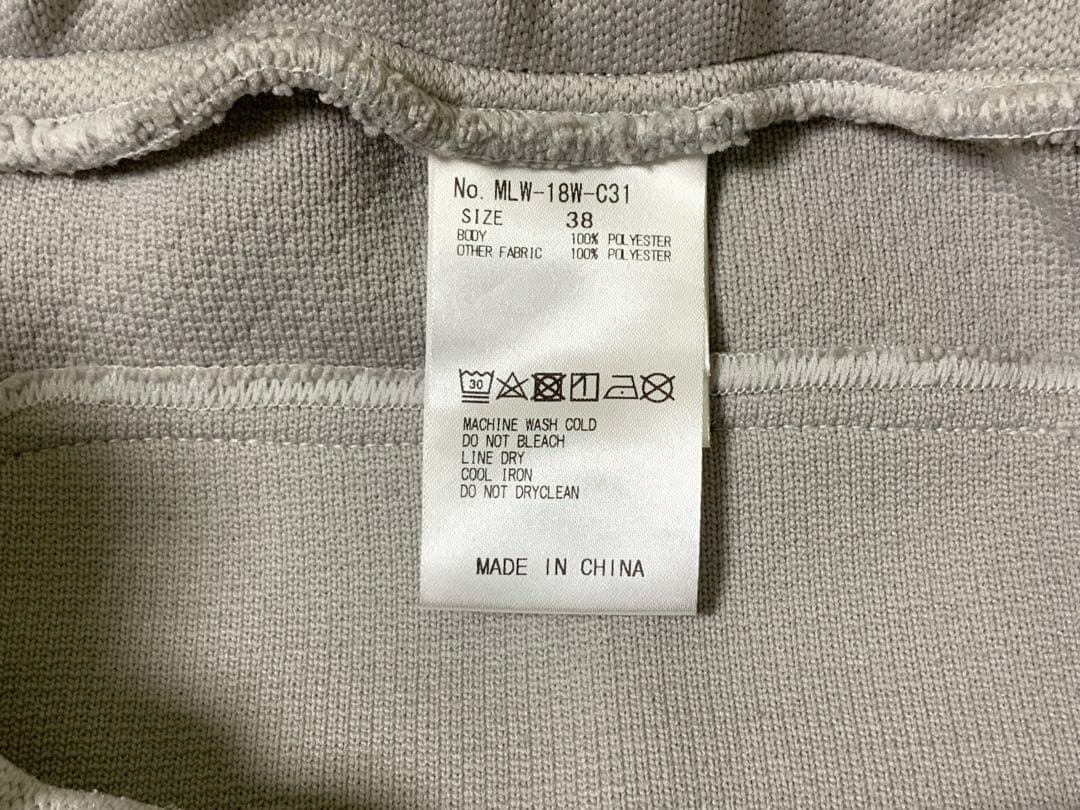 No. MLW-18W-C31
SIZE 38
BODY 100% POLYESTER
OTHER FABRIC 100% POLYESTER
30
MACHINE WASH COLD
DO NOT BLEACH
LINE DRY
COOL IRON
DO NOT DRYCLEAN
MADE IN CHINA